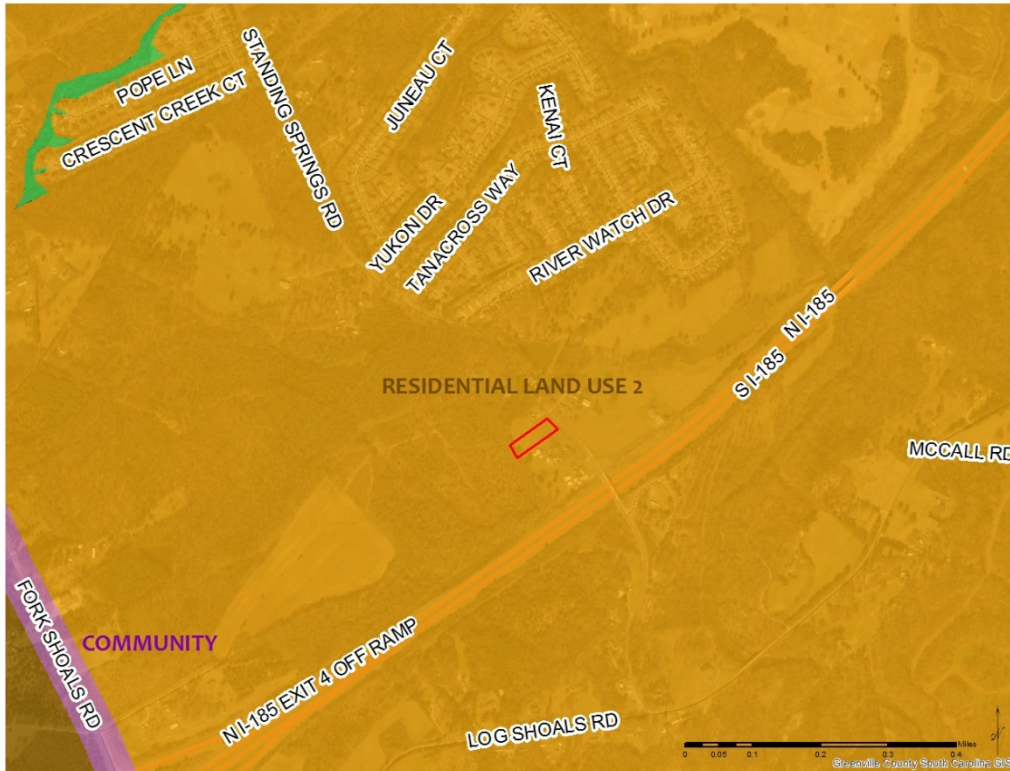 STANDING SPRINGS RD
JUNEAU CT
POPE LN
CRESCENT CREEK CT
KENAI CT
YUKON DR
TANACROSS WAY
RIVER WATCH DR
N I-185
S I-185
RESIDENTIAL LAND USE 2
MCCALL RD
FORK SHOALS RD
COMMUNITY
N I-185 EXIT 4 OFF RAMP
LOG SHOALS RD
N
Miles
0 0.05 0.1 0.2 0.3 0.4
Greenville County South Carolina GIS